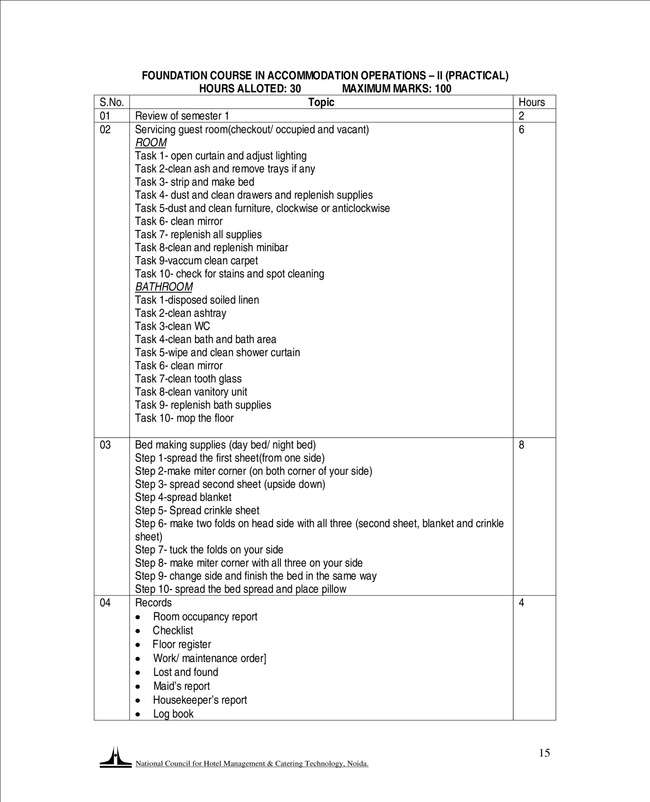 FOUNDATION COURSE IN ACCOMMODATION OPERATIONS – II (PRACTICAL)
HOURS ALLOTED: 30 MAXIMUM MARKS: 100
S.No. Topic Hours
01 Review of semester 1 2
02 Servicing guest room(checkout/ occupied and vacant) 6
ROOM
Task 1- open curtain and adjust lighting
Task 2-clean ash and remove trays if any
Task 3- strip and make bed
Task 4- dust and clean drawers and replenish supplies
Task 5-dust and clean furniture, clockwise or anticlockwise
Task 6- clean mirror
Task 7- replenish all supplies
Task 8-clean and replenish minibar
Task 9-vaccum clean carpet
Task 10- check for stains and spot cleaning
BATHROOM
Task 1-disposed soiled linen
Task 2-clean ashtray
Task 3-clean WC
Task 4-clean bath and bath area
Task 5-wipe and clean shower curtain
Task 6- clean mirror
Task 7-clean tooth glass
Task 8-clean vanitory unit
Task 9- replenish bath supplies
Task 10- mop the floor
03 Bed making supplies (day bed/ night bed) 8
Step 1-spread the first sheet(from one side)
Step 2-make miter corner (on both corner of your side)
Step 3- spread second sheet (upside down)
Step 4-spread blanket
Step 5- Spread crinkle sheet
Step 6- make two folds on head side with all three (second sheet, blanket and crinkle
sheet)
Step 7- tuck the folds on your side
Step 8- make miter corner with all three on your side
Step 9- change side and finish the bed in the same way
Step 10- spread the bed spread and place pillow
04 Records 4
• Room occupancy report
• Checklist
• Floor register
• Work/ maintenance order]
• Lost and found
• Maid's report
• Housekeeper's report
• Log book
15
National Council for Hotel Management & Catering Technology, Noida.